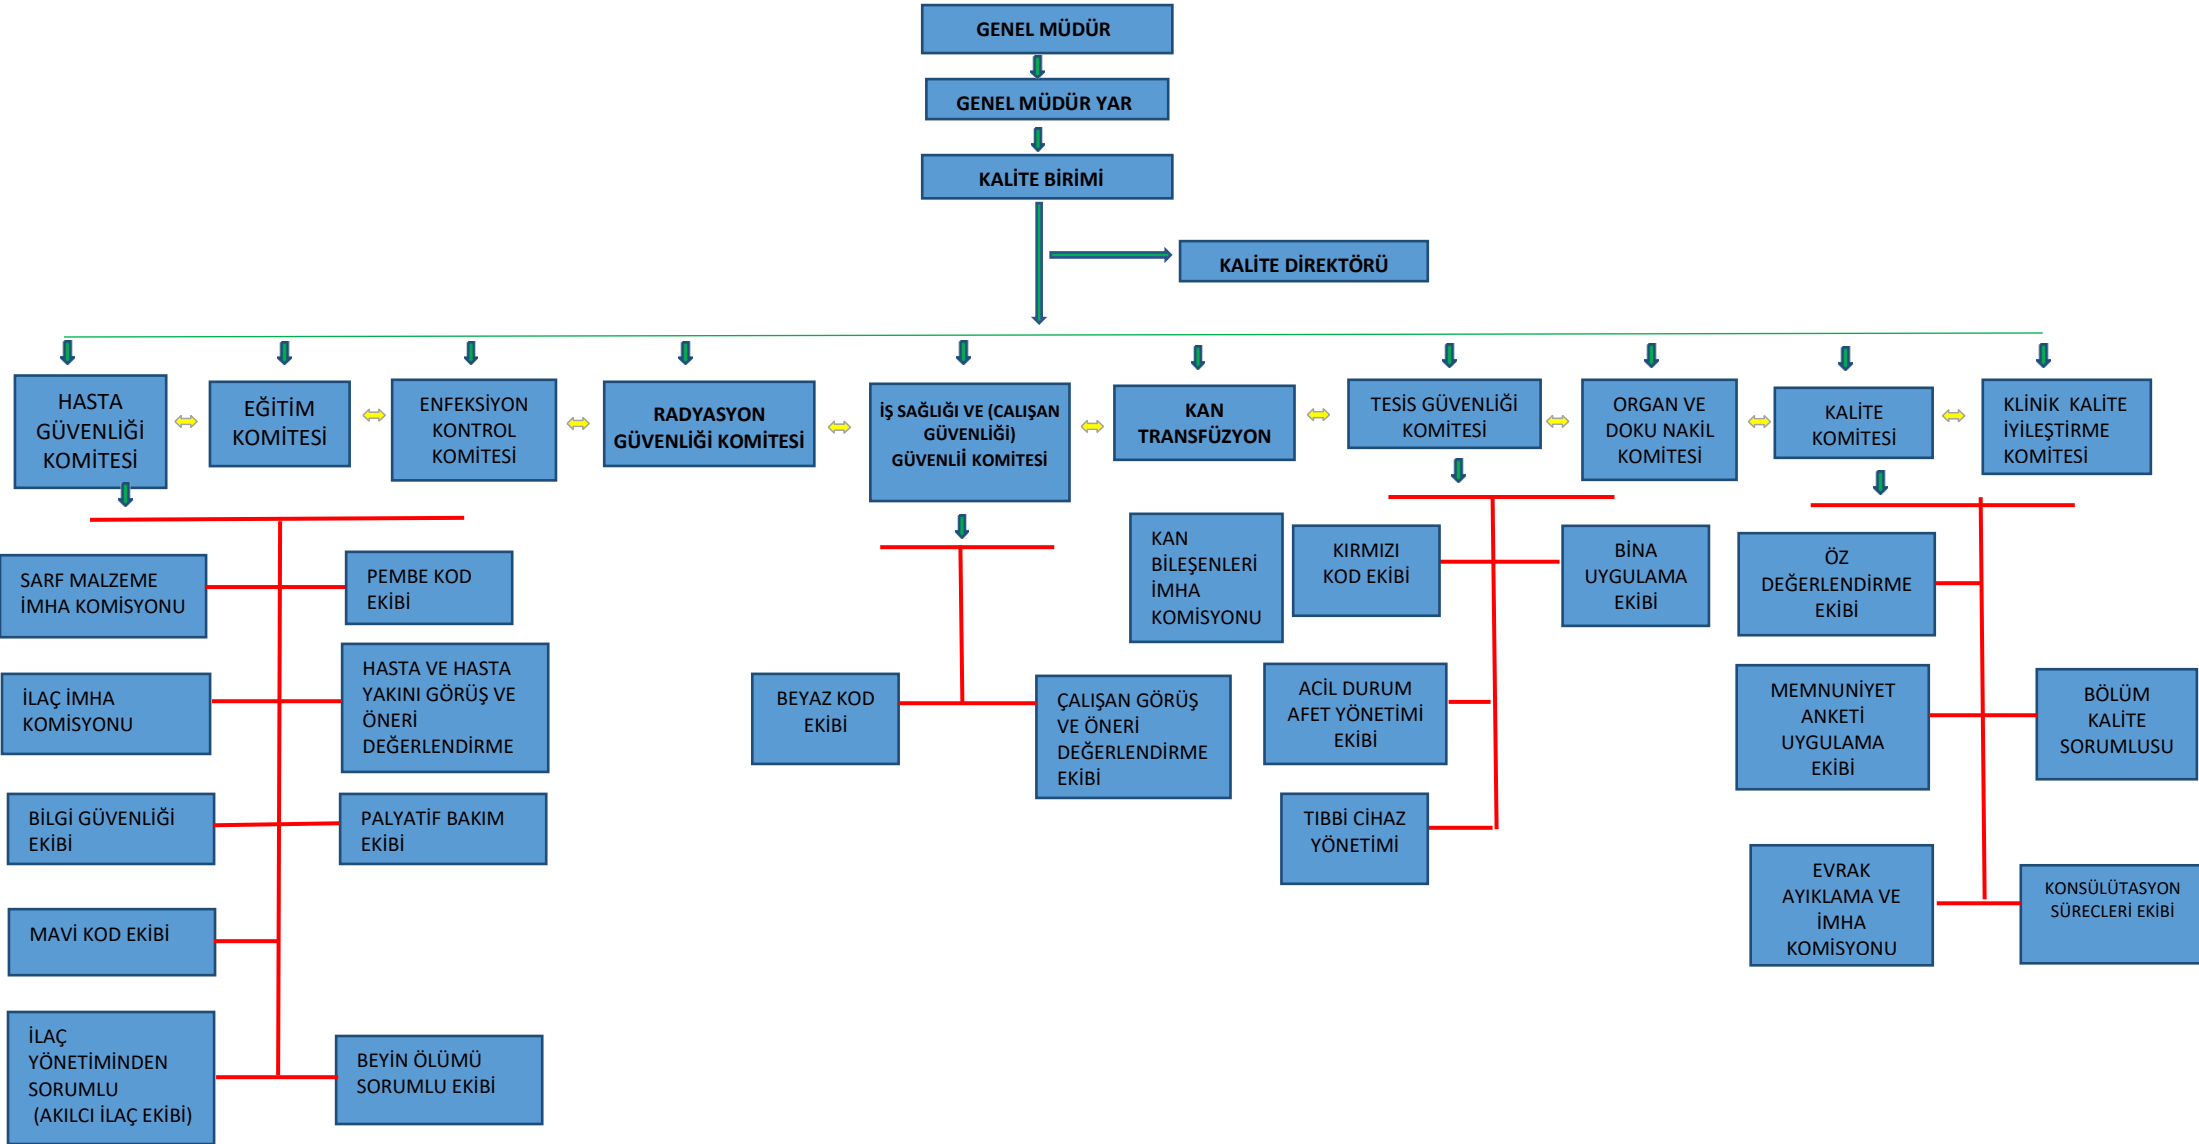 GENEL MÜDÜR
GENEL MÜDÜR YAR
KALİTE BİRİMİ
KALİTE DİREKTÖRÜ
HASTA
GÜVENLİĞİ
KOMİTESİ
EĞİTİM
KOMİTESİ
ENFEKSİYON
KONTROL
KOMİTESİ
RADYASYON
GÜVENLİĞİ KOMİTESİ
İŞ SAĞLIĞI VE (CALIŞAN
GÜVENLİĞİ)
GÜVENLİİ KOMİTESİ
KAN
TRANSFÜZYON
TESİS GÜVENLİĞİ
KOMİTESİ
ORGAN VE
DOKU NAKİL
KOMİTESİ
KALİTE
KOMİTESİ
KLİNİK  KALİTE
İYİLEŞTİRME
KOMİTESİ
SARF MALZEME
İMHA KOMİSYONU
PEMBE KOD
EKİBİ
İLAÇ İMHA
KOMİSYONU
HASTA VE HASTA
YAKINI GÖRÜŞ VE
ÖNERİ
DEĞERLENDİRME
BİLGİ GÜVENLİĞİ
EKİBİ
PALYATİF BAKIM
EKİBİ
MAVİ KOD EKİBİ
İLAÇ
YÖNETİMİNDEN
SORUMLU
(AKILCI İLAÇ EKİBİ)
BEYİN ÖLÜMÜ
SORUMLU EKİBİ
BEYAZ KOD
EKİBİ
ÇALIŞAN GÖRÜŞ
VE ÖNERİ
DEĞERLENDİRME
EKİBİ
KAN
BİLEŞENLERİ
İMHA
KOMİSYONU
KIRMIZI
KOD EKİBİ
BİNA
UYGULAMA
EKİBİ
ACİL DURUM
AFET YÖNETİMİ
EKİBİ
TIBBİ CİHAZ
YÖNETİMİ
ÖZ
DEĞERLENDİRME
EKİBİ
MEMNUNİYET
ANKETİ
UYGULAMA
EKİBİ
BÖLÜM
KALİTE
SORUMLUSU
EVRAK
AYIKLAMA VE
İMHA
KOMİSYONU
KONSÜLÜTASYON
SÜRECLERİ EKİBİ